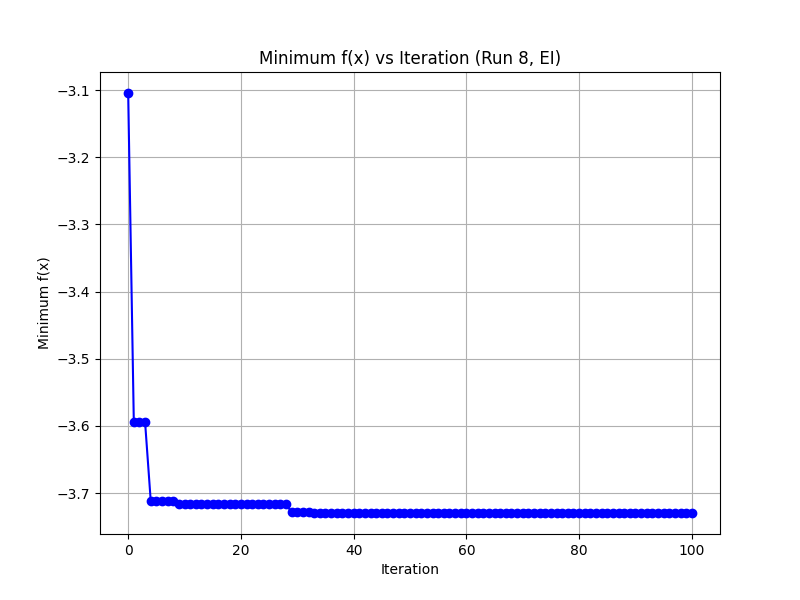 Minimum f(x) vs Iteration (Run 8, EI)
Minimum f(x)
−3.1
−3.2
−3.3
−3.4
−3.5
−3.6
−3.7
0 20 40 60 80 100
Iteration